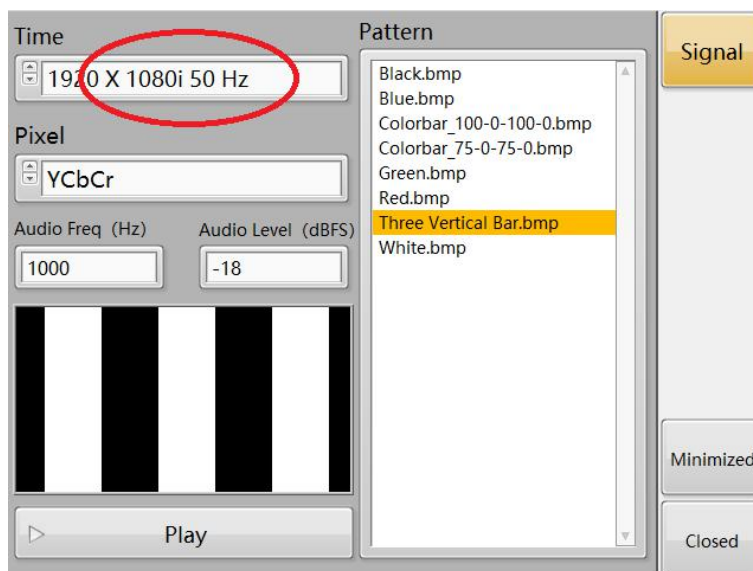 Time
1920 X 1080i 50 Hz
Pixel
YCbCr
Audio Freq (Hz)
Audio Level (dBFS)
1000
-18
Play
Pattern
Black.bmp
Blue.bmp
Colorbar_100-0-100-0.bmp
Colorbar_75-0-75-0.bmp
Green.bmp
Red.bmp
Three Vertical Bar.bmp
White.bmp
Signal
Minimized
Closed